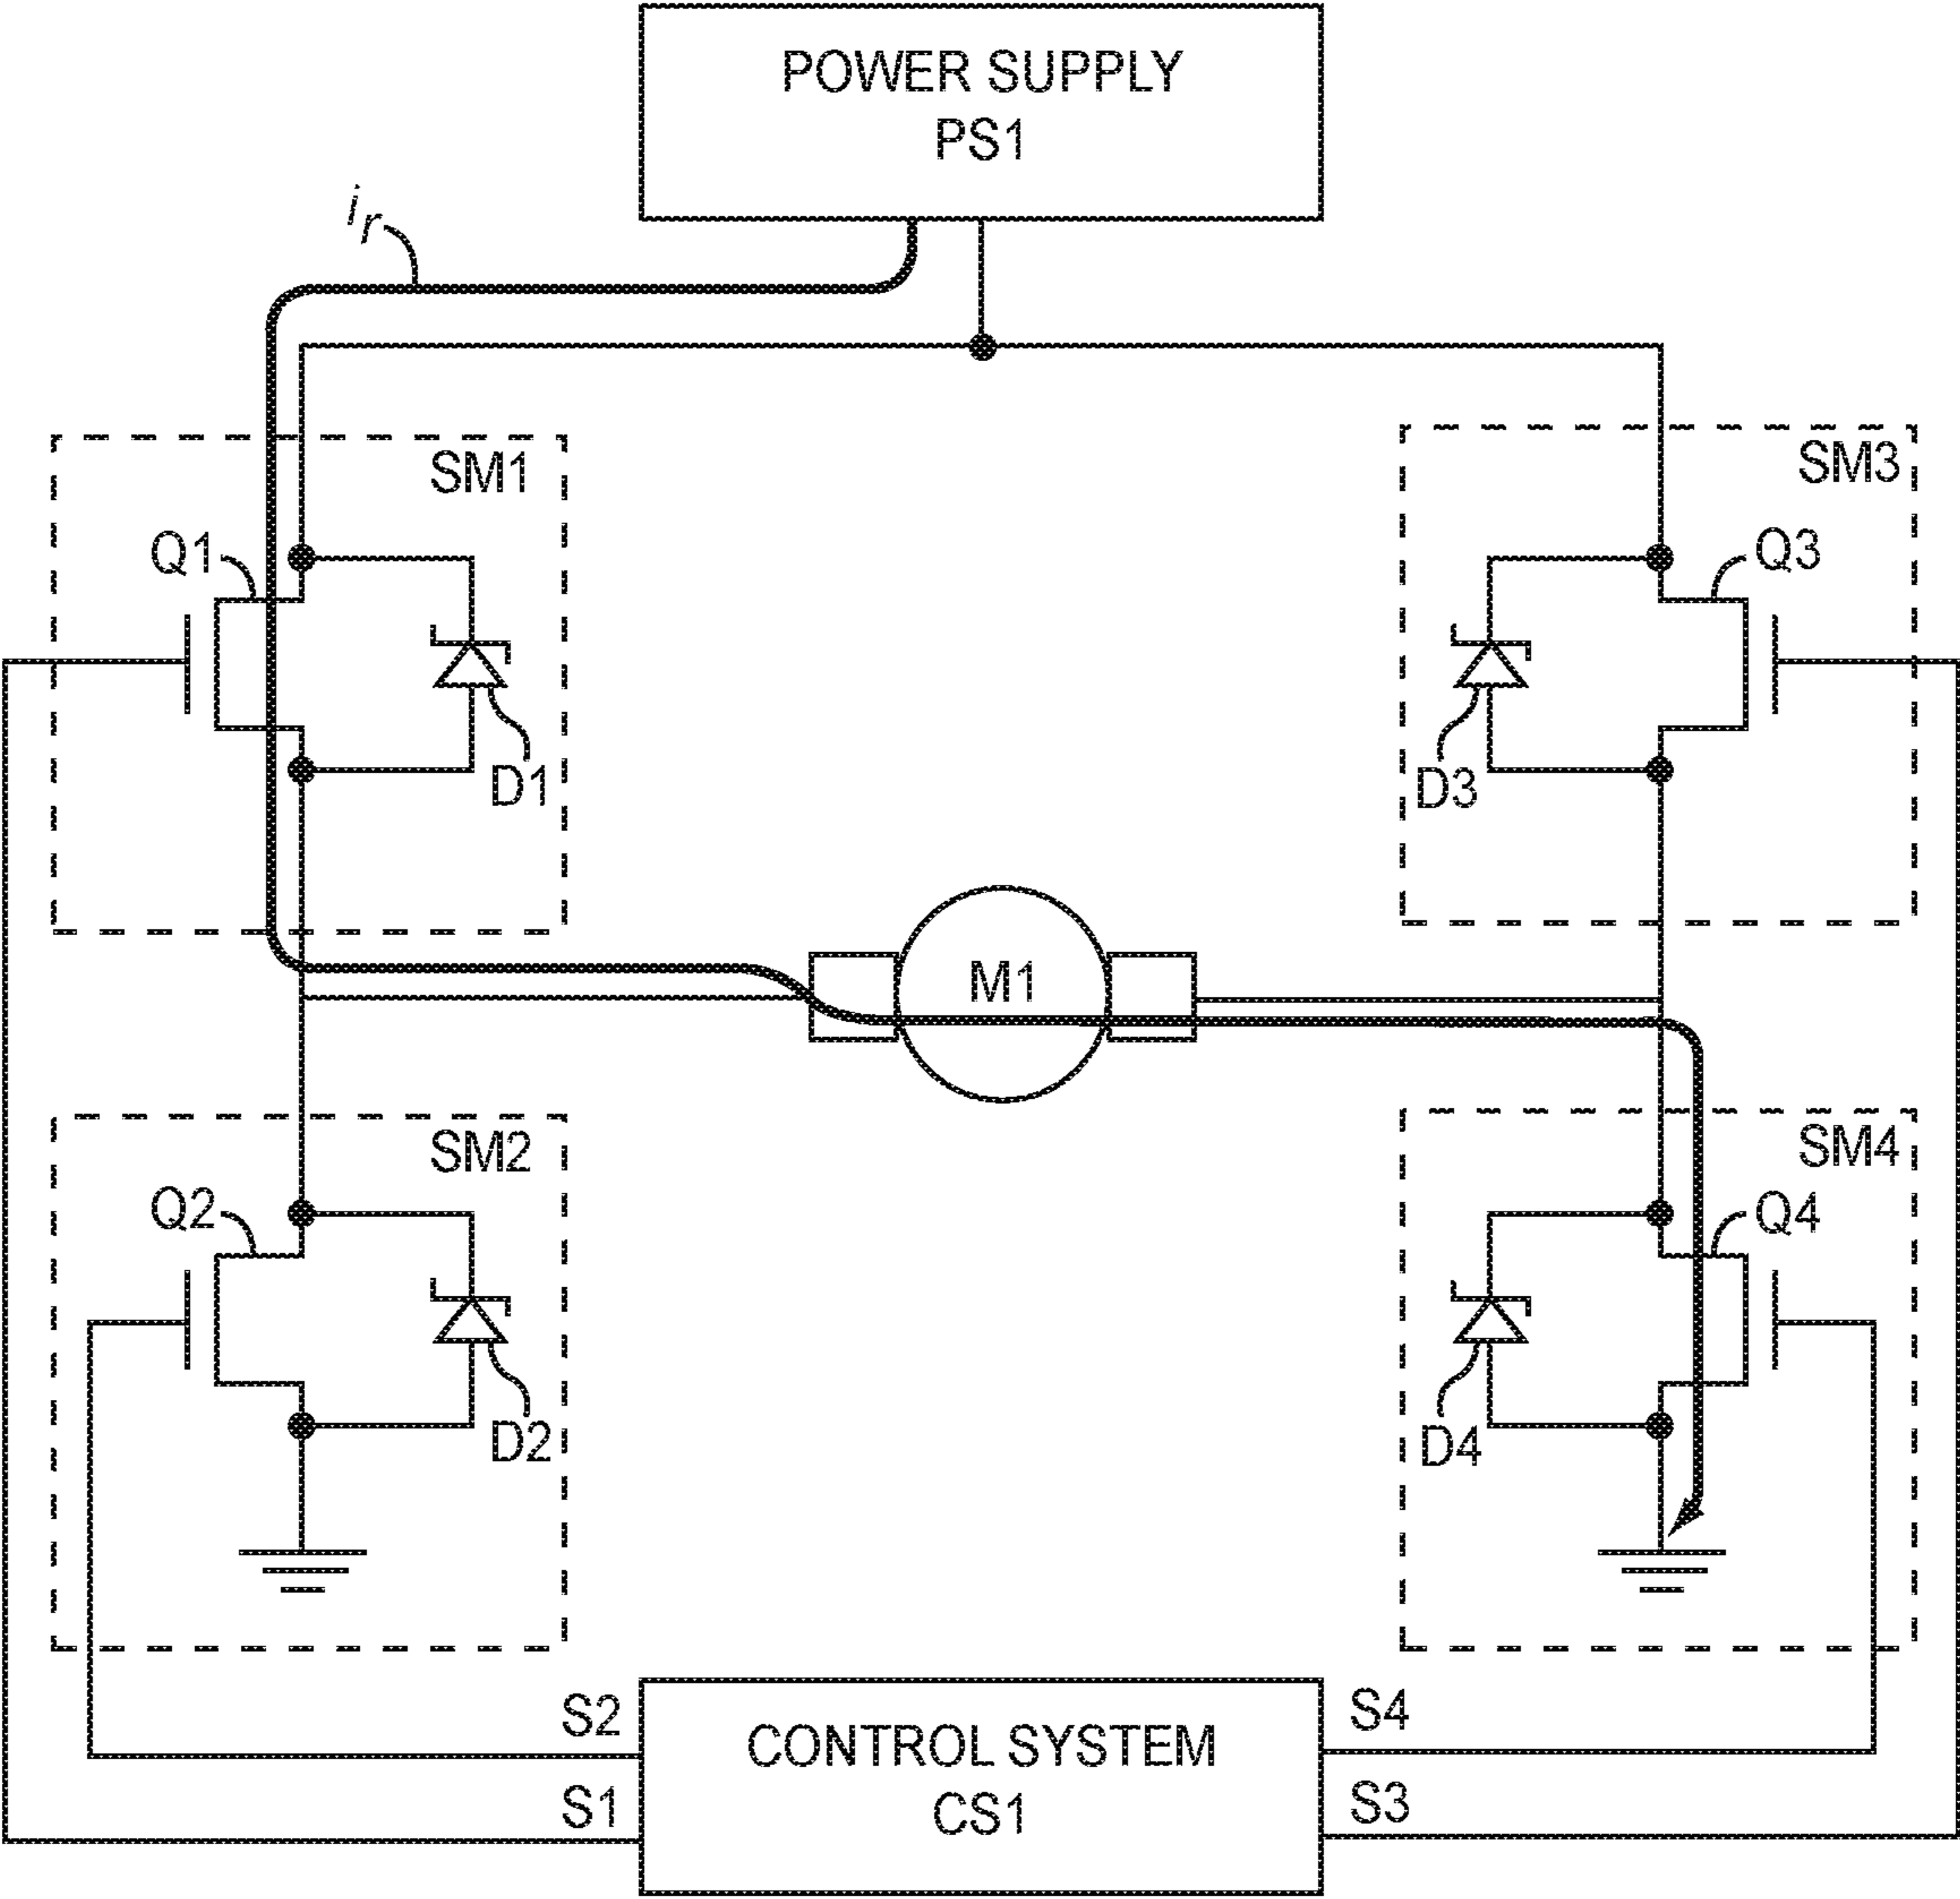 POWER SUPPLY
PS1
ir
SM1
SM3
Q1
Q3
D1
D3
M1
SM2
SM4
Q2
Q4
D2
D4
S2
S4
CONTROL SYSTEM
CS1
S1
S3